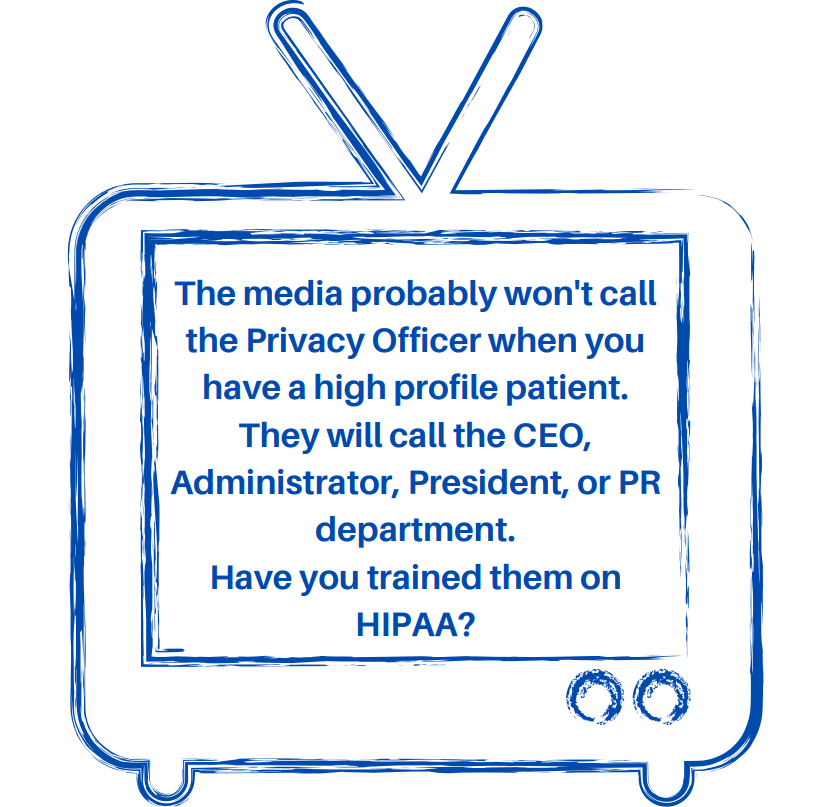 The media probably won't call
the Privacy Officer when you
have a high profile patient.
They will call the CEO,
Administrator, President, or PR
department.
Have you trained them on
HIPAA?